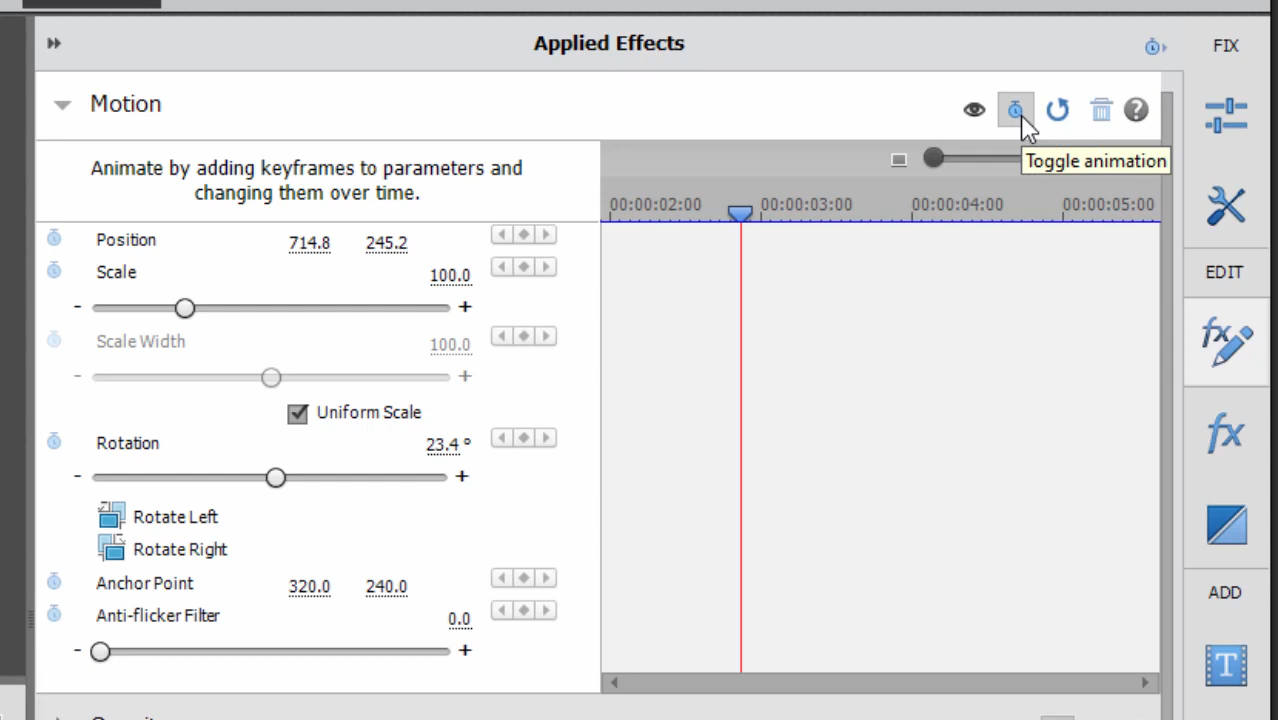 Applied Effects
FIX
Motion
Toggle animation
Animate by adding keyframes to parameters and
changing them over time.
00:00:02:00 00:00:03:00 00:00:04:00 00:00:05:00
Position 714.8 245.2
Scale 100.0
- +
Scale Width 100.0
- +
Uniform Scale
Rotation 23.4 °
- +
Rotate Left
Rotate Right
Anchor Point 320.0 240.0
Anti-flicker Filter 0.0
- +
EDIT
fx
fx
ADD
T